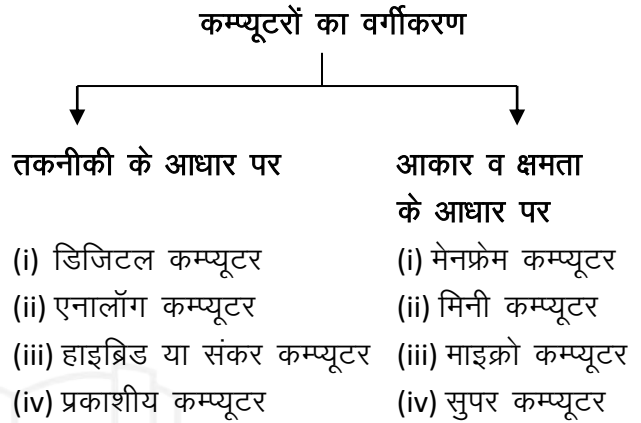 कम्प्यूटरों का वर्गीकरण
तकनीकी के आधार पर
(i) डिजिटल कम्प्यूटर
(ii) एनालॉग कम्प्यूटर
(iii) हाइब्रिड या संकर कम्प्यूटर
(iv) प्रकाशीय कम्प्यूटर
आकार व क्षमता
के आधार पर
(i) मेनफ्रेम कम्प्यूटर
(ii) मिनी कम्प्यूटर
(iii) माइक्रो कम्प्यूटर
(iv) सुपर कम्प्यूटर